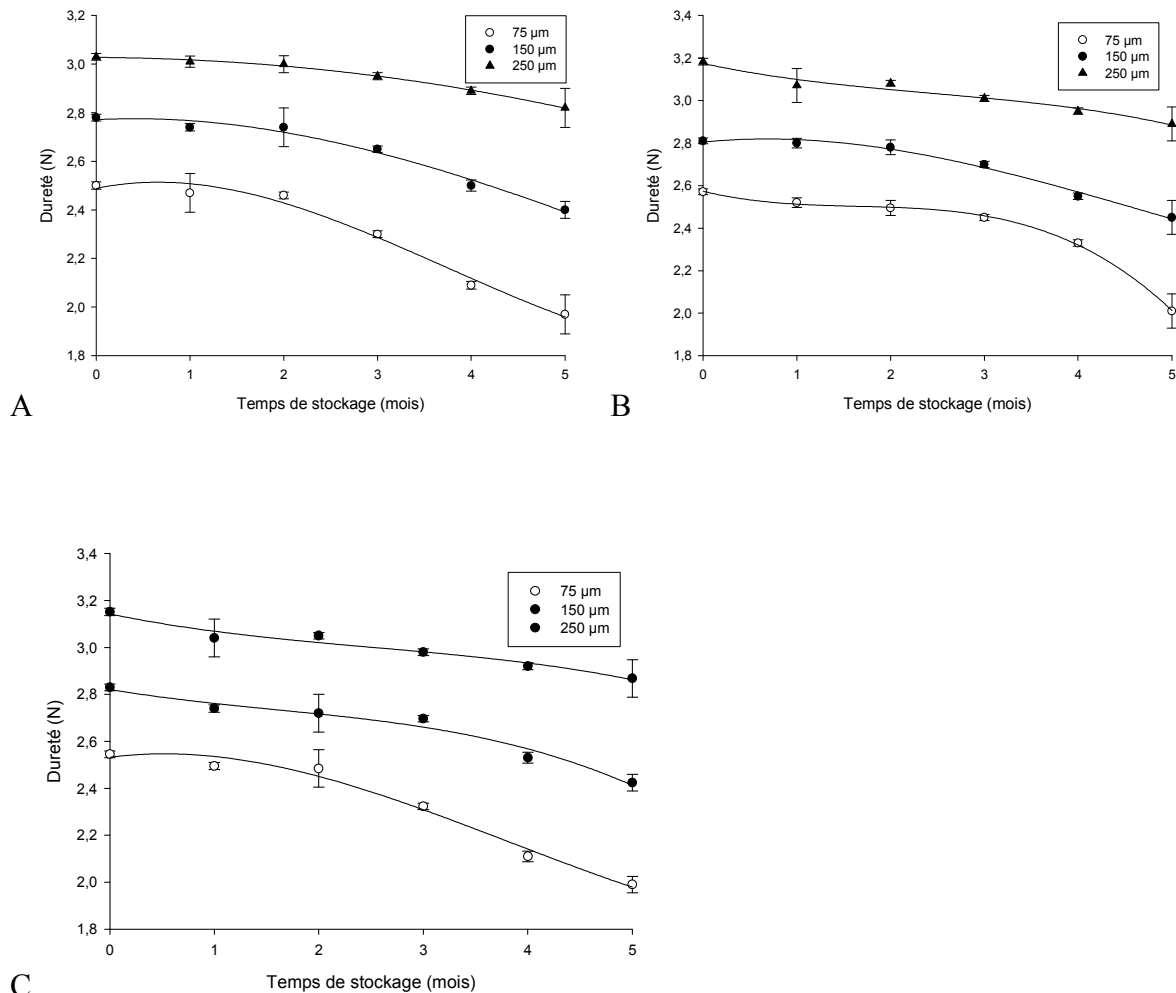 3,2
3,0
2,8
2,6
2,4
2,2
2,0
1,8
Dureté (N)
0 1 2 3 4 5
Temps de stockage (mois)
75 µm
150 µm
250 µm
A
3,4
3,2
3,0
2,8
2,6
2,4
2,2
2,0
1,8
Dureté (N)
0 1 2 3 4 5
Temps de stockage (mois)
75 µm
150 µm
250 µm
B
3,4
3,2
3,0
2,8
2,6
2,4
2,2
2,0
1,8
Dureté (N)
0 1 2 3 4 5
Temps de stockage (mois)
75 µm
150 µm
250 µm
C